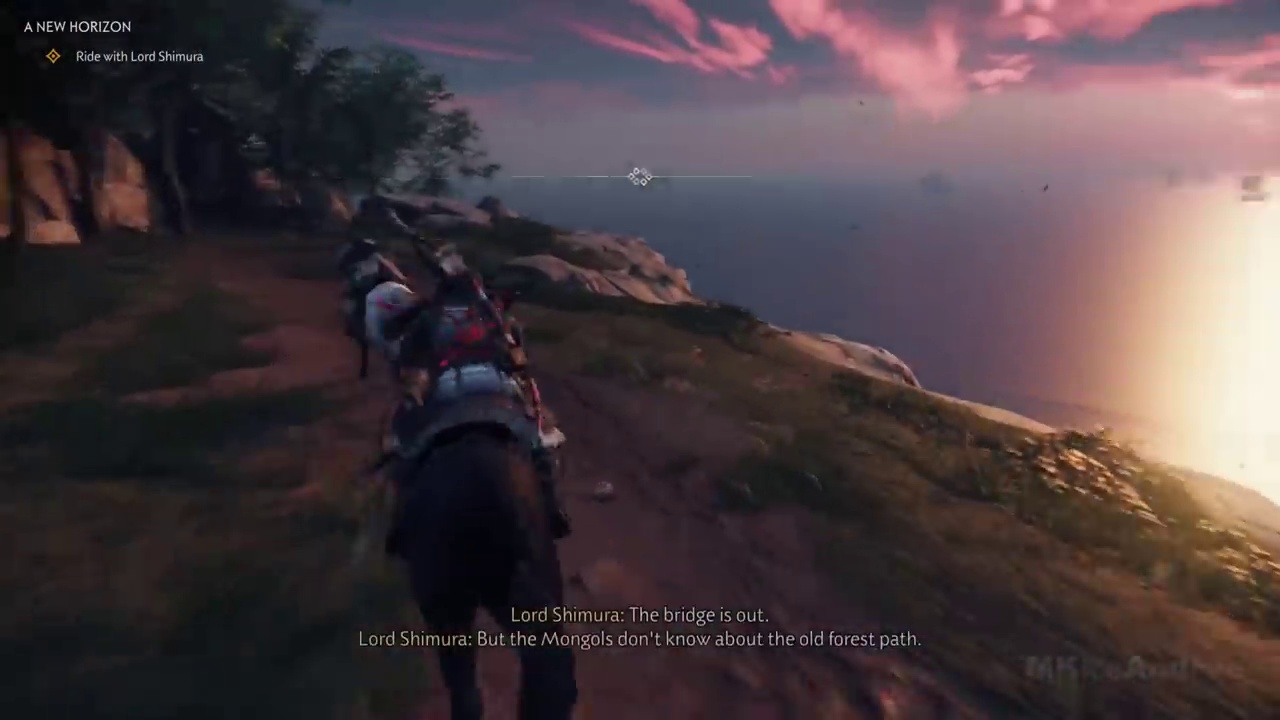 A NEW HORIZON
Ride with Lord Shimura
Lord Shimura: The bridge is out.
Lord Shimura: But the Mongols don't know about the old forest path.